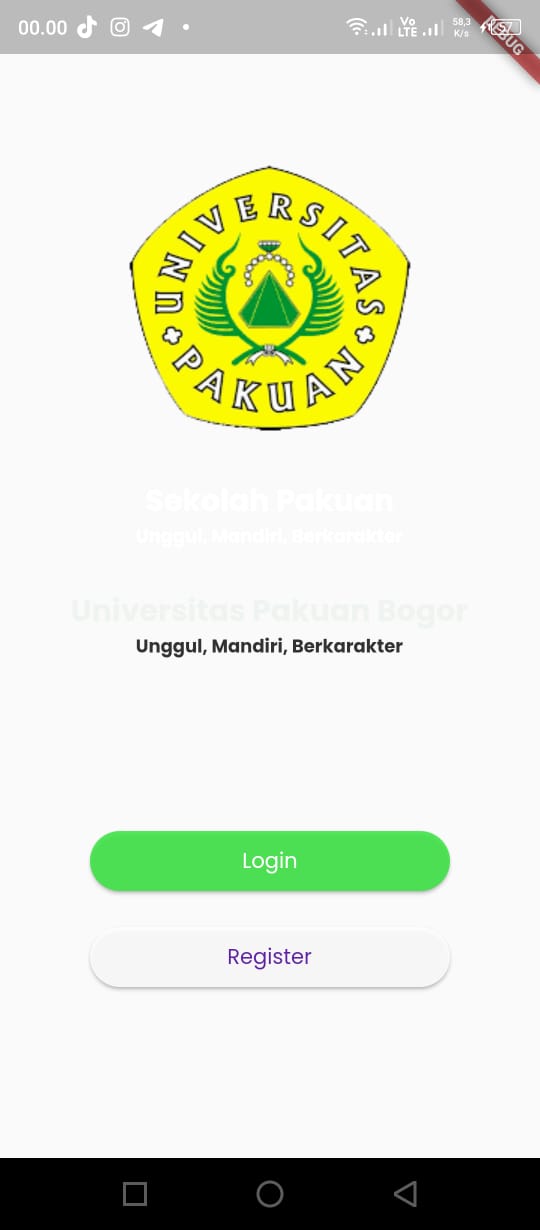 00.00
Vo
LTE
58,3
K/s
57
DEBUG
UNIVERSITAS
PAKUAN
Sekolah Pakuan
Unggul, Mandiri, Berkarakter
Universitas Pakuan Bogor
Unggul, Mandiri, Berkarakter
Login
Register